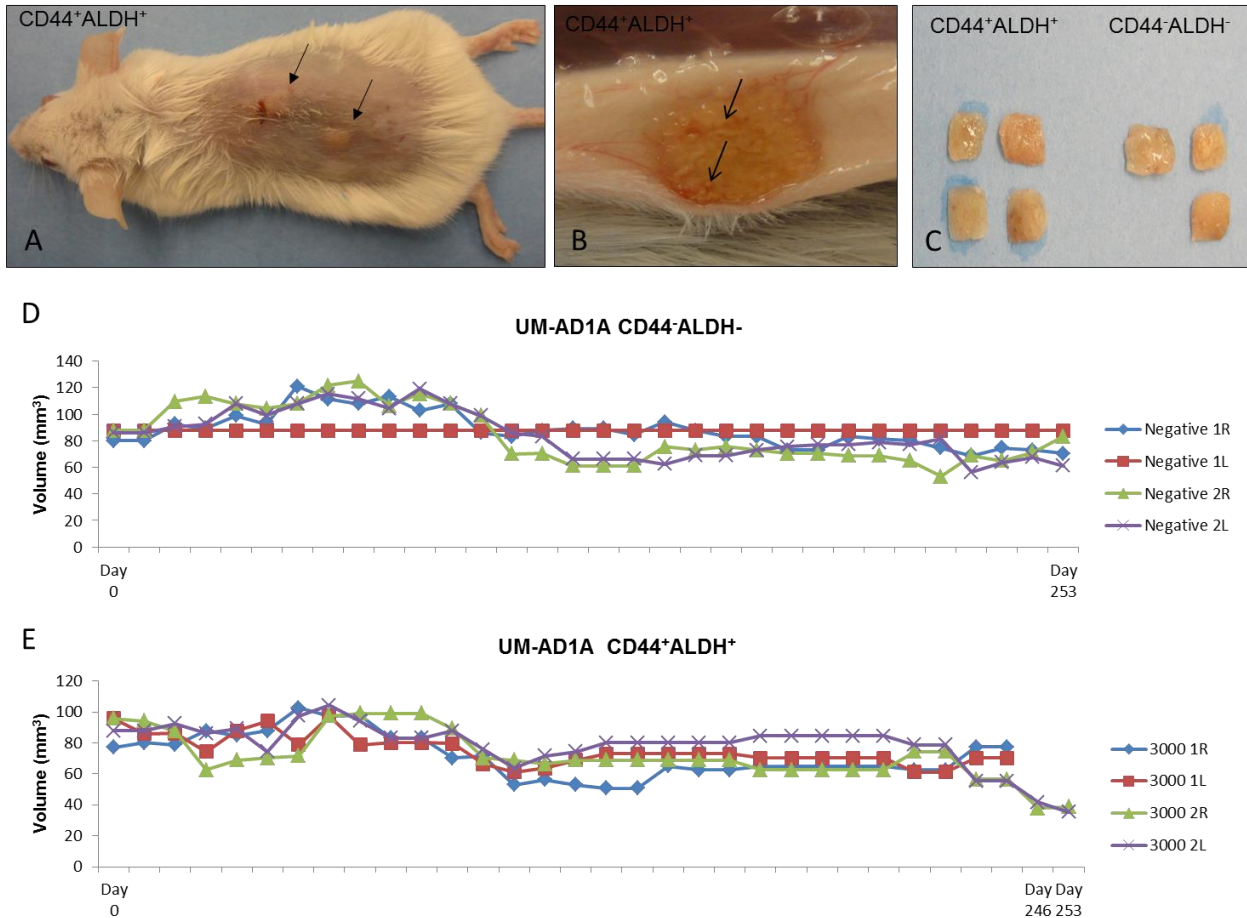 CD44⁺ALDH⁺
A
CD44⁺ALDH⁺
B
CD44⁺ALDH⁺ CD44⁻ALDH⁻
C
D
UM-AD1A CD44⁻ALDH-
Volume (mm³)
140
120
100
80
60
40
20
0
Day
0
Day
253
Negative 1R
Negative 1L
Negative 2R
Negative 2L
E
UM-AD1A CD44⁺ALDH⁺
Volume (mm³)
120
100
80
60
40
20
0
Day
0
Day Day
246 253
3000 1R
3000 1L
3000 2R
3000 2L